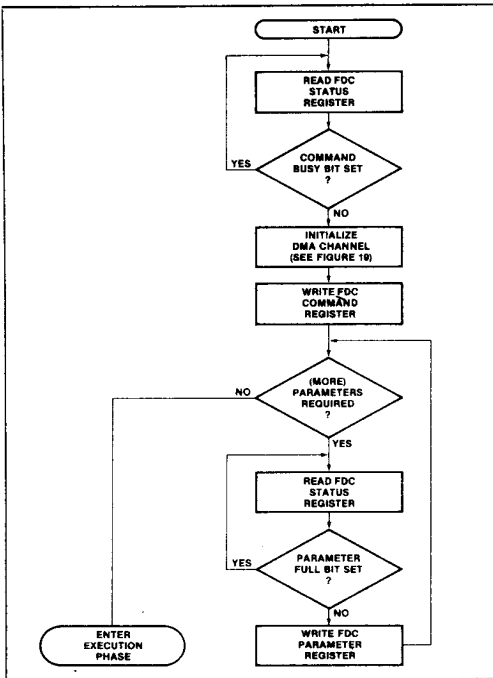 START
READ FDC
STATUS
REGISTER
COMMAND
BUSY BIT SET
?
YES
NO
INITIALIZE
DMA CHANNEL
(SEE FIGURE 19)
WRITE FDC
COMMAND
REGISTER
(MORE)
PARAMETERS
REQUIRED
?
NO
YES
READ FDC
STATUS
REGISTER
PARAMETER
FULL BIT SET
?
YES
NO
WRITE FDC
PARAMETER
REGISTER
ENTER
EXECUTION
PHASE